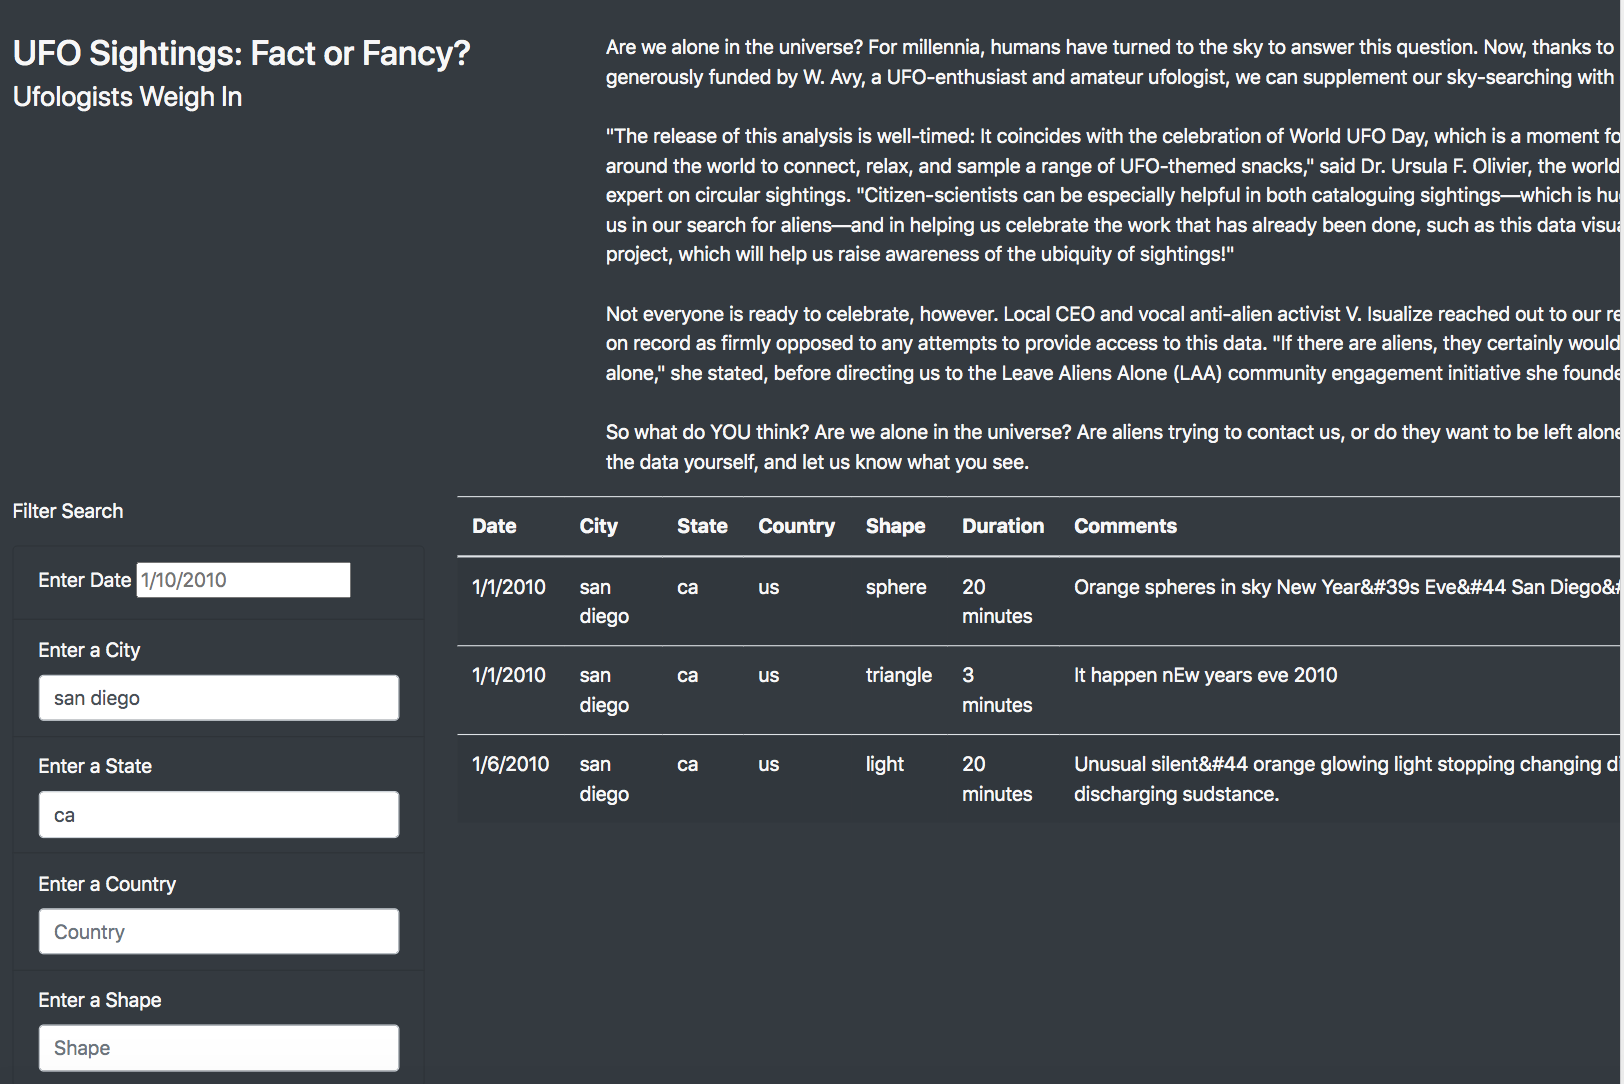 UFO Sightings: Fact or Fancy?
Ufologists Weigh In
Are we alone in the universe? For millennia, humans have turned to the sky to answer this question. Now, thanks to
generously funded by W. Avy, a UFO-enthusiast and amateur ufologist, we can supplement our sky-searching with
"The release of this analysis is well-timed: It coincides with the celebration of World UFO Day, which is a moment
around the world to connect, relax, and sample a range of UFO-themed snacks," said Dr. Ursula F. Olivier, the world
expert on circular sightings. "Citizen-scientists can be especially helpful in both cataloguing sightings—which is
us in our search for aliens—and in helping us celebrate the work that has already been done, such as this data
project, which will help us raise awareness of the ubiquity of sightings!"
Not everyone is ready to celebrate, however. Local CEO and vocal anti-alien activist V. Isualize reached out to our
on record as firmly opposed to any attempts to provide access to this data. "If there are aliens, they certainly would
alone," she stated, before directing us to the Leave Aliens Alone (LAA) community engagement initiative she
So what do YOU think? Are we alone in the universe? Are aliens trying to contact us, or do they want to be left alone
the data yourself, and let us know what you see.
Filter Search
Enter Date 1/10/2010
Enter a City
san diego
Enter a State
ca
Enter a Country
Country
Enter a Shape
Shape
Date City State Country Shape Duration Comments
1/1/2010 san ca us sphere 20 Orange spheres in sky New Year&#39s Eve&#44 San Diego&#
diego minutes
1/1/2010 san ca us triangle 3 It happen nEw years eve 2010
diego minutes
1/6/2010 san ca us light 20 Unusual silent&#44 orange glowing light stopping changing
diego minutes discharging sudstance.